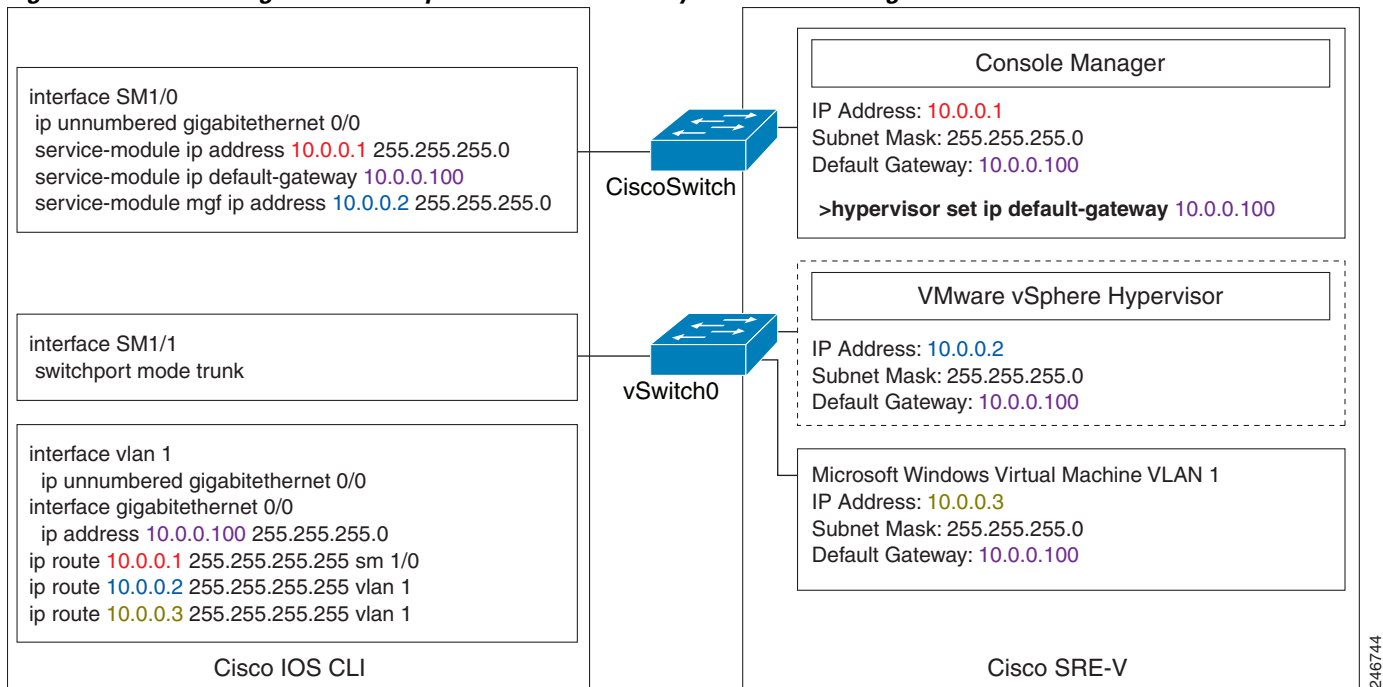 interface SM1/0
ip unnumbered gigabitethernet 0/0
service-module ip address 10.0.0.1 255.255.255.0
service-module ip default-gateway 10.0.0.100
service-module mgf ip address 10.0.0.2 255.255.255.0
interface SM1/1
switchport mode trunk
interface vlan 1
ip unnumbered gigabitethernet 0/0
interface gigabitethernet 0/0
ip address 10.0.0.100 255.255.255.0
ip route 10.0.0.1 255.255.255.255 sm 1/0
ip route 10.0.0.2 255.255.255.255 vlan 1
ip route 10.0.0.3 255.255.255.255 vlan 1
Cisco IOS CLI
CiscoSwitch
vSwitch0
Console Manager
IP Address: 10.0.0.1
Subnet Mask: 255.255.255.0
Default Gateway: 10.0.0.100
>hypervisor set ip default-gateway 10.0.0.100
VMware vSphere Hypervisor
IP Address: 10.0.0.2
Subnet Mask: 255.255.255.0
Default Gateway: 10.0.0.100
Microsoft Windows Virtual Machine VLAN 1
IP Address: 10.0.0.3
Subnet Mask: 255.255.255.0
Default Gateway: 10.0.0.100
Cisco SRE-V
246744